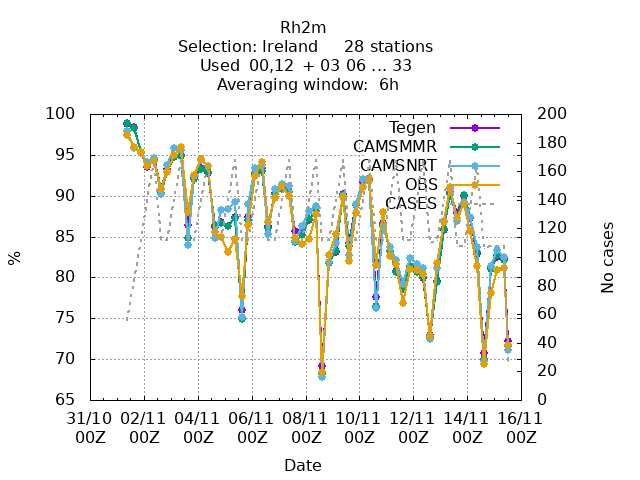 Rh2m
Selection: Ireland 28 stations
Used 00,12 + 03 06 ... 33
Averaging window: 6h
100
95
90
85
80
75
70
65
%
200
180
160
140
120
100
80
60
40
20
0
No cases
Tegen
CAMSMMR
CAMSNRT
OBS
CASES
31/10 02/11 04/11 06/11 08/11 10/11 12/11 14/11 16/11
00Z 00Z 00Z 00Z 00Z 00Z 00Z 00Z 00Z
Date